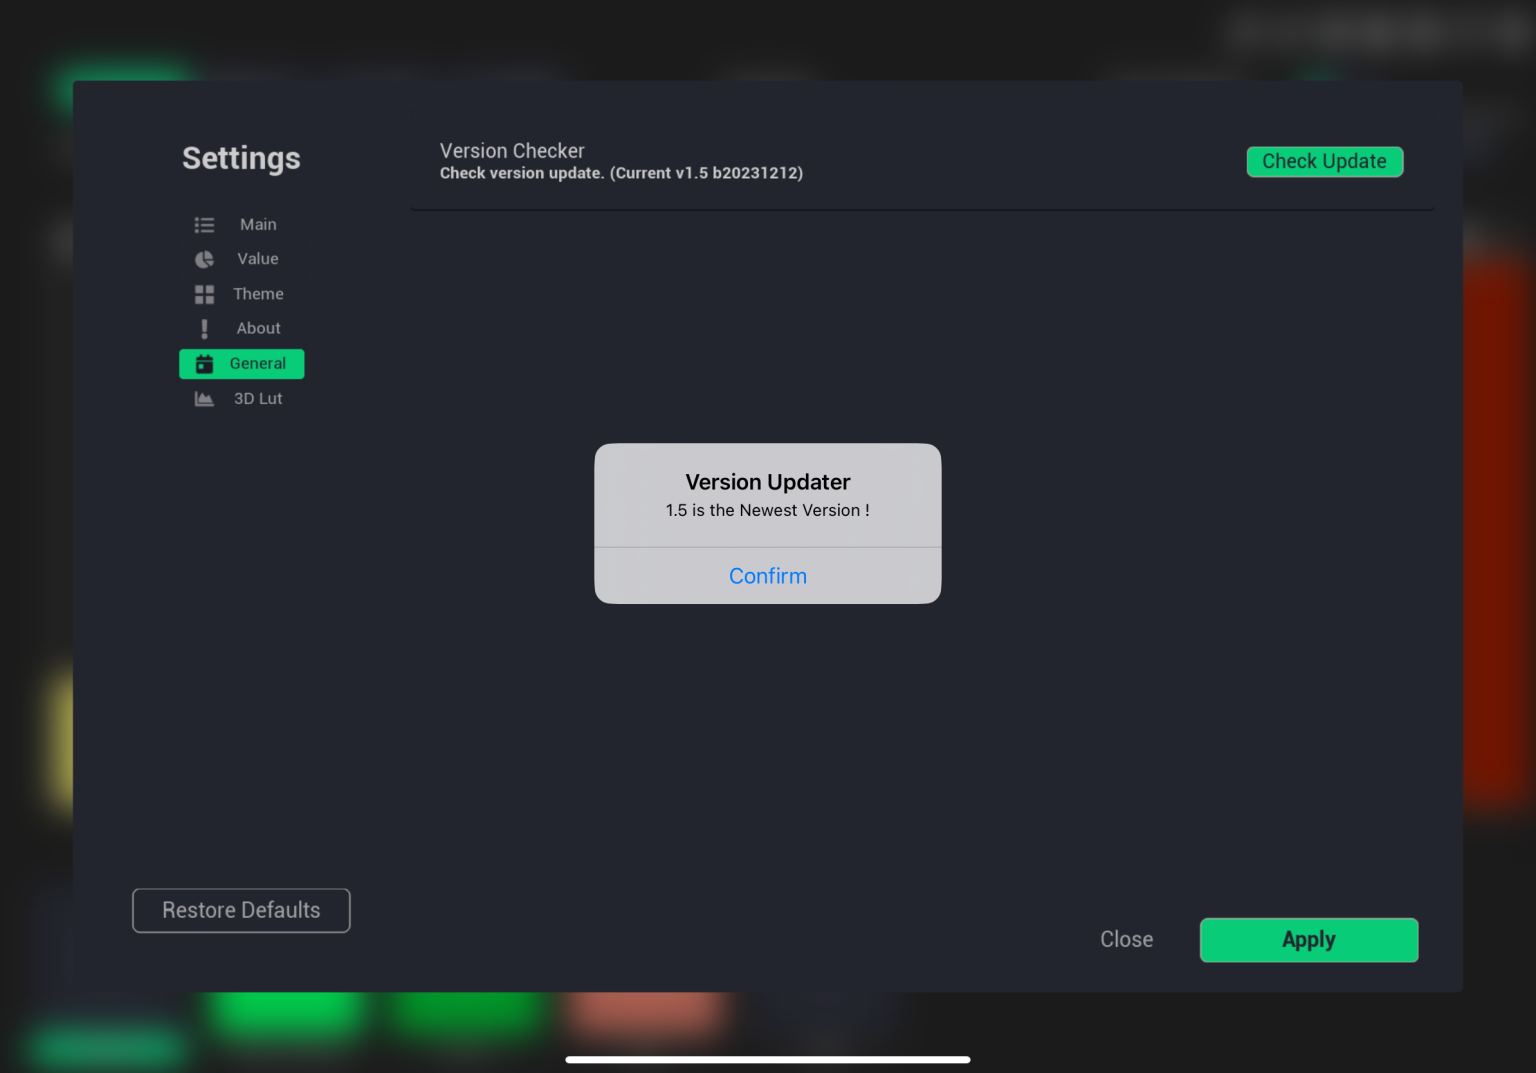 Settings
Main
Value
Theme
About
General
3D Lut
Version Checker
Check version update. (Current v1.5 b20231212)
Check Update
Version Updater
1.5 is the Newest Version !
Confirm
Restore Defaults
Close
Apply